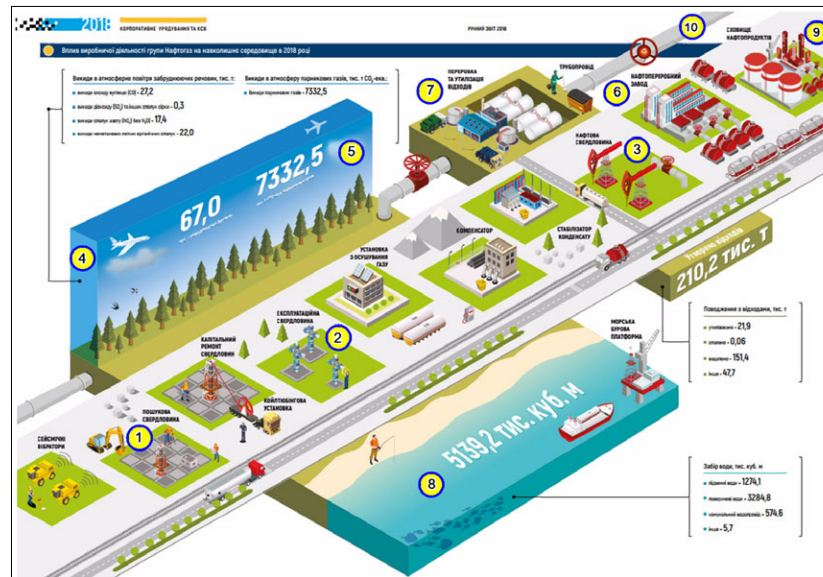 2018
КОРПОРАТИВНЕ УРЯДУВАННЯ ТА КСВ
РІЧНИЙ ЗВІТ 2018
Вплив виробничої діяльності групи Нафтогаз на навколишнє середовище в 2018 році
Викиди в атмосферне повітря забруднюючих речовин, тис. т:
викиди оксиду вуглецю (CO) - 27,2
викиди діоксиду (SO₂) та інших сполук сірки - 0,3
викиди сполук азоту (NOₓ) без N₂O - 17,4
викиди неметанових летких органічних сполук - 22,0
Викиди в атмосферу парникових газів, тис. т CO₂-екв.:
Викиди парникових газів - 7332,5
67,0
7332,5
1
2
3
4
5
6
7
8
9
10
ПЕРЕРОБКА
ТА УТИЛІЗАЦІЯ
ВІДХОДІВ
ТРУБОПРОВІД
СХОВИЩЕ
НАФТОПРОДУКТІВ
НАФТОПЕРЕРОБНИЙ
ЗАВОД
НАФТОВА
СВЕРДЛОВИНА
СТАБІЛІЗАТОР
КОНДЕНСАТУ
КОМПЕНСАТОР
УСТАНОВКА
З ОСУШУВАННЯ
ГАЗУ
ЕКСПЛУАТАЦІЙНА
СВЕРДЛОВИНА
КАПІТАЛЬНИЙ
РЕМОНТ
СВЕРДЛОВИН
КОЙЛТЮБІНГОВА
УСТАНОВКА
ПОШУКОВА
СВЕРДЛОВИНА
СЕЙСМІЧНІ
ВІБРАТОРИ
МОРСЬКА
БУРОВА
ПЛАТФОРМА
Утворено відходів
210,2 тис. т
Поводження з відходами, тис. т
утилізовано - 21,9
спалено - 0,06
видалено - 151,4
інше - 47,7
5139,2 тис. куб. м
Забір води, тис. куб. м
підземні води - 1274,1
поверхневі води - 3284,8
комунальний водопровід - 574,6
інше - 5,7